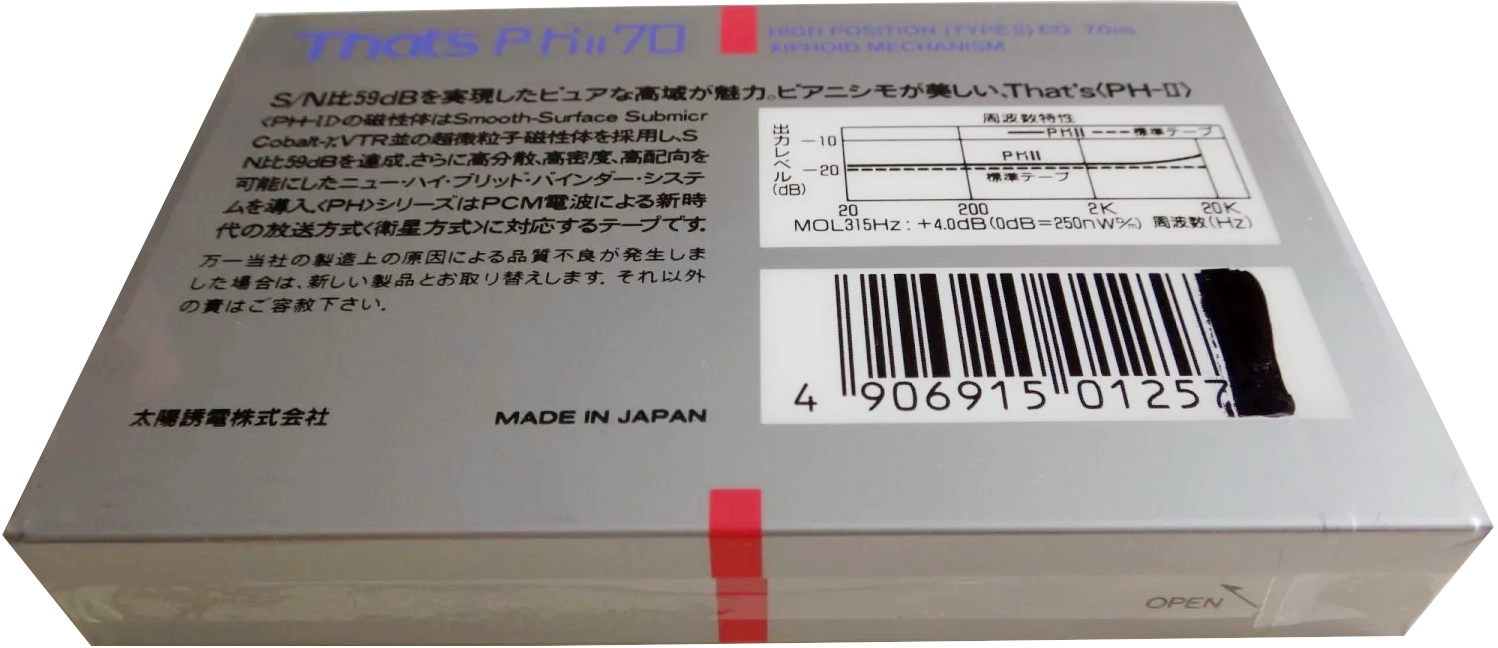 That's PHII 70
HIGH POSITION (TYPE II) EQ: 70μs
XIPHOID MECHANISM
S/N比59dBを実現したピュアな高域が魅力。ピアニシモが美しい、That's〈PH-II〉
〈PH-II〉の磁性体はSmooth-Surface Submicr
Cobalt-γ、VTR並の超微粒子磁性体を採用し、S
N比59dBを達成。さらに高分散、高密度、高配向を
可能にしたニュー・ハイ・ブリッド・バインダー・システ
ムを導入。〈PH〉シリーズはPCM電波による新時
代の放送方式〈衛星方式〉に対応するテープです。
万一当社の製造上の原因による品質不良が発生しま
した場合は、新しい製品とお取り替えします。それ以外
の責はご容赦下さい。
太陽誘電株式会社
MADE IN JAPAN
周波数特性
出力レベル(dB)
PHII 標準テープ
-10
-20
PHII
標準テープ
20 200 2K 20K
MOL315Hz: +4.0dB(0dB=250nW%) 周波数(Hz)
4 906915 01257
OPEN